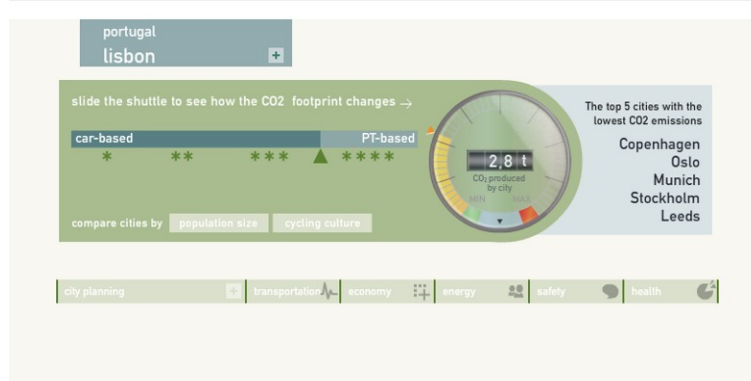 portugal
lisbon
slide the shuttle to see how the CO2 footprint changes →
car-based PT-based
* ** *** ****
compare cities by population size cycling culture
2,8 t
CO₂ produced
by city
MIN MAX
The top 5 cities with the
lowest CO2 emissions
Copenhagen
Oslo
Munich
Stockholm
Leeds
city planning transportation economy energy safety health